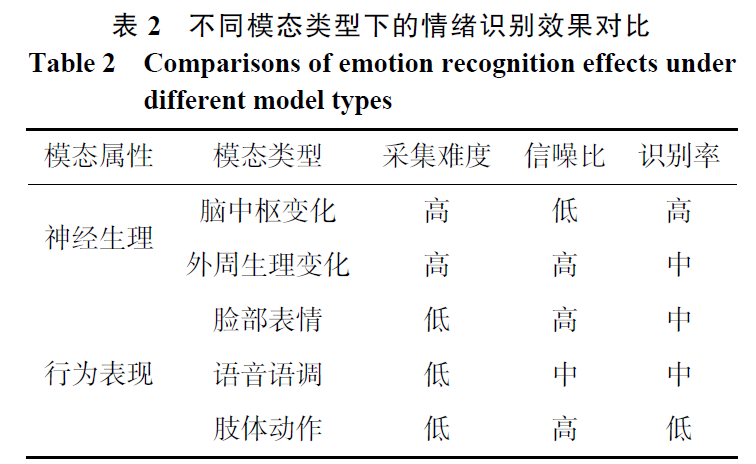 表 2 不同模态类型下的情绪识别效果对比
Table 2 Comparisons of emotion recognition effects under
different model types
模态属性 模态类型 采集难度 信噪比 识别率
神经生理 脑中枢变化 高 低 高
外周生理变化 高 高 中
脸部表情 低 高 中
行为表现 语音语调 低 中 中
肢体动作 低 高 低